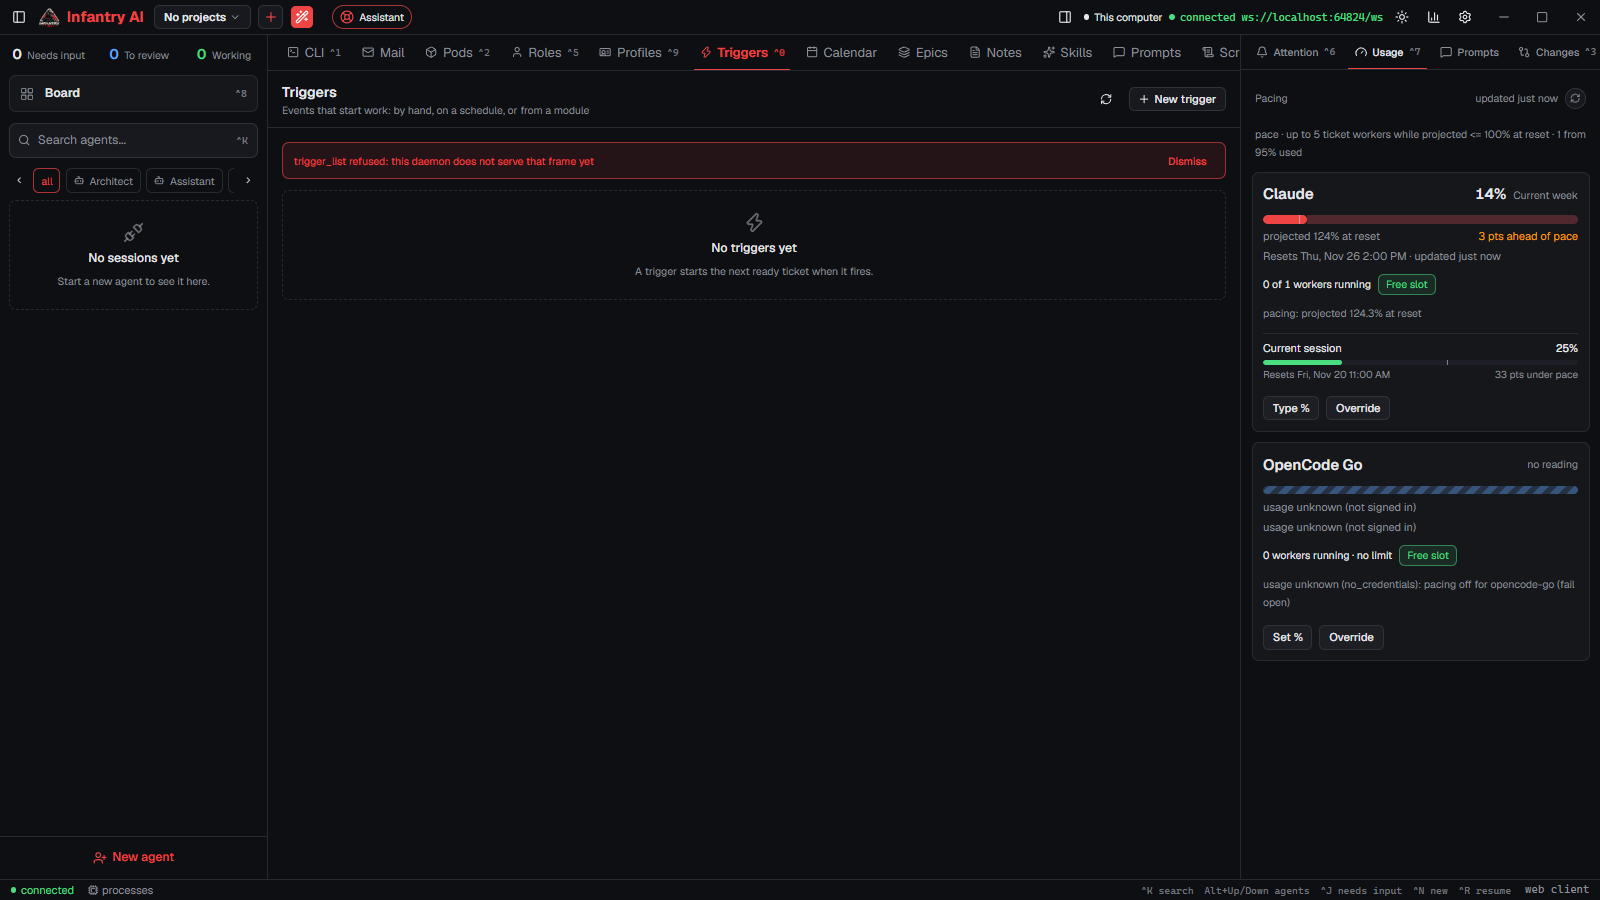 Infantry AI
No projects
Assistant
This computer
connected ws://localhost:64824/ws
0 Needs input
0 To review
0 Working
Board ^8
Search agents... ^K
all
Architect
Assistant
No sessions yet
Start a new agent to see it here.
New agent
CLI ^1
Mail
Pods ^2
Roles ^5
Profiles ^9
Triggers ^0
Calendar
Epics
Notes
Skills
Prompts
Scr
Triggers
Events that start work: by hand, on a schedule, or from a module
New trigger
trigger_list refused: this daemon does not serve that frame yet
Dismiss
No triggers yet
A trigger starts the next ready ticket when it fires.
Attention ^6
Usage ^7
Prompts
Changes ^3
Pacing
updated just now
pace · up to 5 ticket workers while projected <= 100% at reset · 1 from
95% used
Claude
14% Current week
projected 124% at reset
3 pts ahead of pace
Resets Thu, Nov 26 2:00 PM · updated just now
0 of 1 workers running
Free slot
pacing: projected 124.3% at reset
Current session
25%
Resets Fri, Nov 20 11:00 AM
33 pts under pace
Type %
Override
OpenCode Go
no reading
usage unknown (not signed in)
usage unknown (not signed in)
0 workers running · no limit
Free slot
usage unknown (no_credentials): pacing off for opencode-go (fail
open)
Set %
Override
connected
processes
^K search
Alt+Up/Down agents
^J needs input
^N new
^R resume
web client